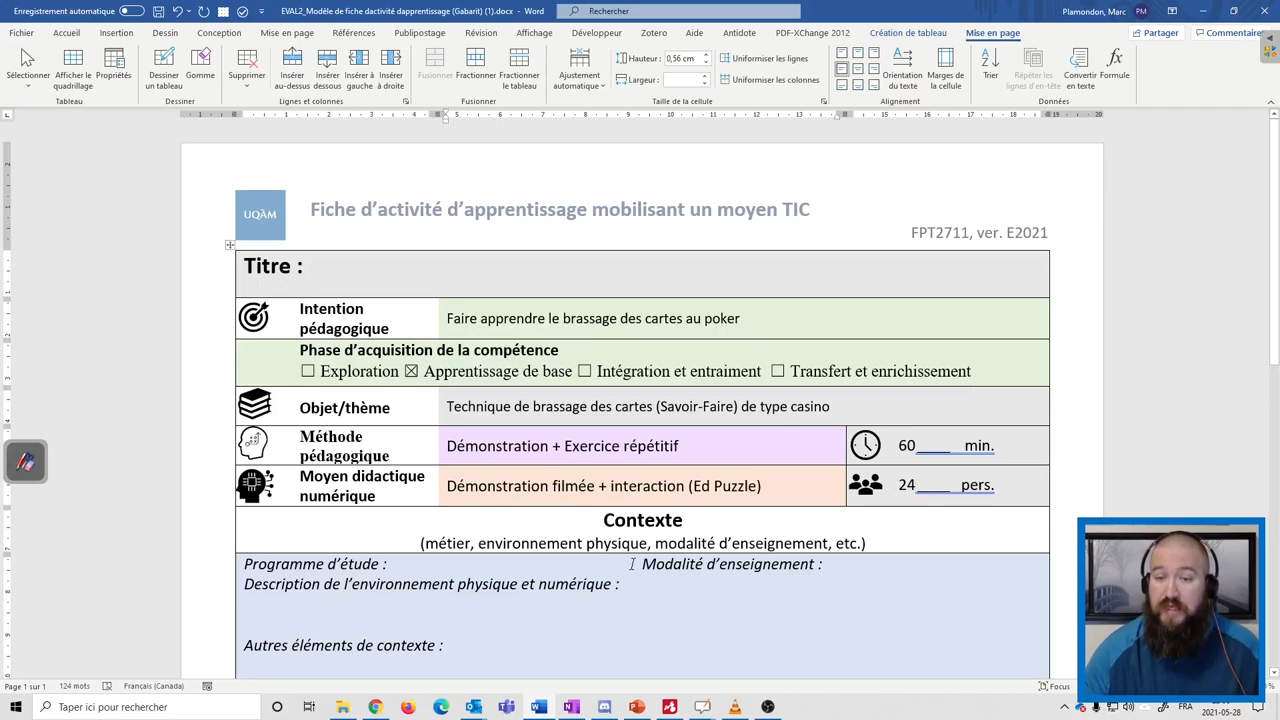 Enregistrement automatique
EVAL2_Modèle de fiche dactivité dapprentissage (Gabarit) (1).docx - Word
Rechercher
Plamondon, Marc PM
Fichier Accueil Insertion Dessin Conception Mise en page Références Publipostage Révision Affichage Développeur Zotero Aide Antidote PDF-XChange 2012 Création de tableau Mise en page Partager Commentaires
Sélectionner Afficher le quadrillage Propriétés
Tableau
Dessiner un tableau Gomme
Dessiner
Supprimer Insérer au-dessus Insérer en dessous Insérer à gauche Insérer à droite
Lignes et colonnes
Fusionner Fractionner Fractionner le tableau
Fusionner
Ajustement automatique
Hauteur : 0,56 cm
Largeur :
Uniformiser les lignes
Uniformiser les colonnes
Taille de la cellule
Orientation du texte Marges de la cellule
Alignement
Trier Répéter les lignes d'en-tête Convertir en texte Formule
Données
UQÀM
Fiche d’activité d’apprentissage mobilisant un moyen TIC
FPT2711, ver. E2021
Titre :
Intention pédagogique
Faire apprendre le brassage des cartes au poker
Phase d’acquisition de la compétence
☐ Exploration ☒ Apprentissage de base ☐ Intégration et entraiment ☐ Transfert et enrichissement
Objet/thème
Technique de brassage des cartes (Savoir-Faire) de type casino
Méthode pédagogique
Démonstration + Exercice répétitif
60____ min.
Moyen didactique numérique
Démonstration filmée + interaction (Ed Puzzle)
24____ pers.
Contexte
(métier, environnement physique, modalité d’enseignement, etc.)
Programme d’étude : Modalité d’enseignement :
Description de l’environnement physique et numérique :
Autres éléments de contexte :
Page 1 sur 1 124 mots Français (Canada) Focus
Taper ici pour rechercher
FRA
2021-05-28